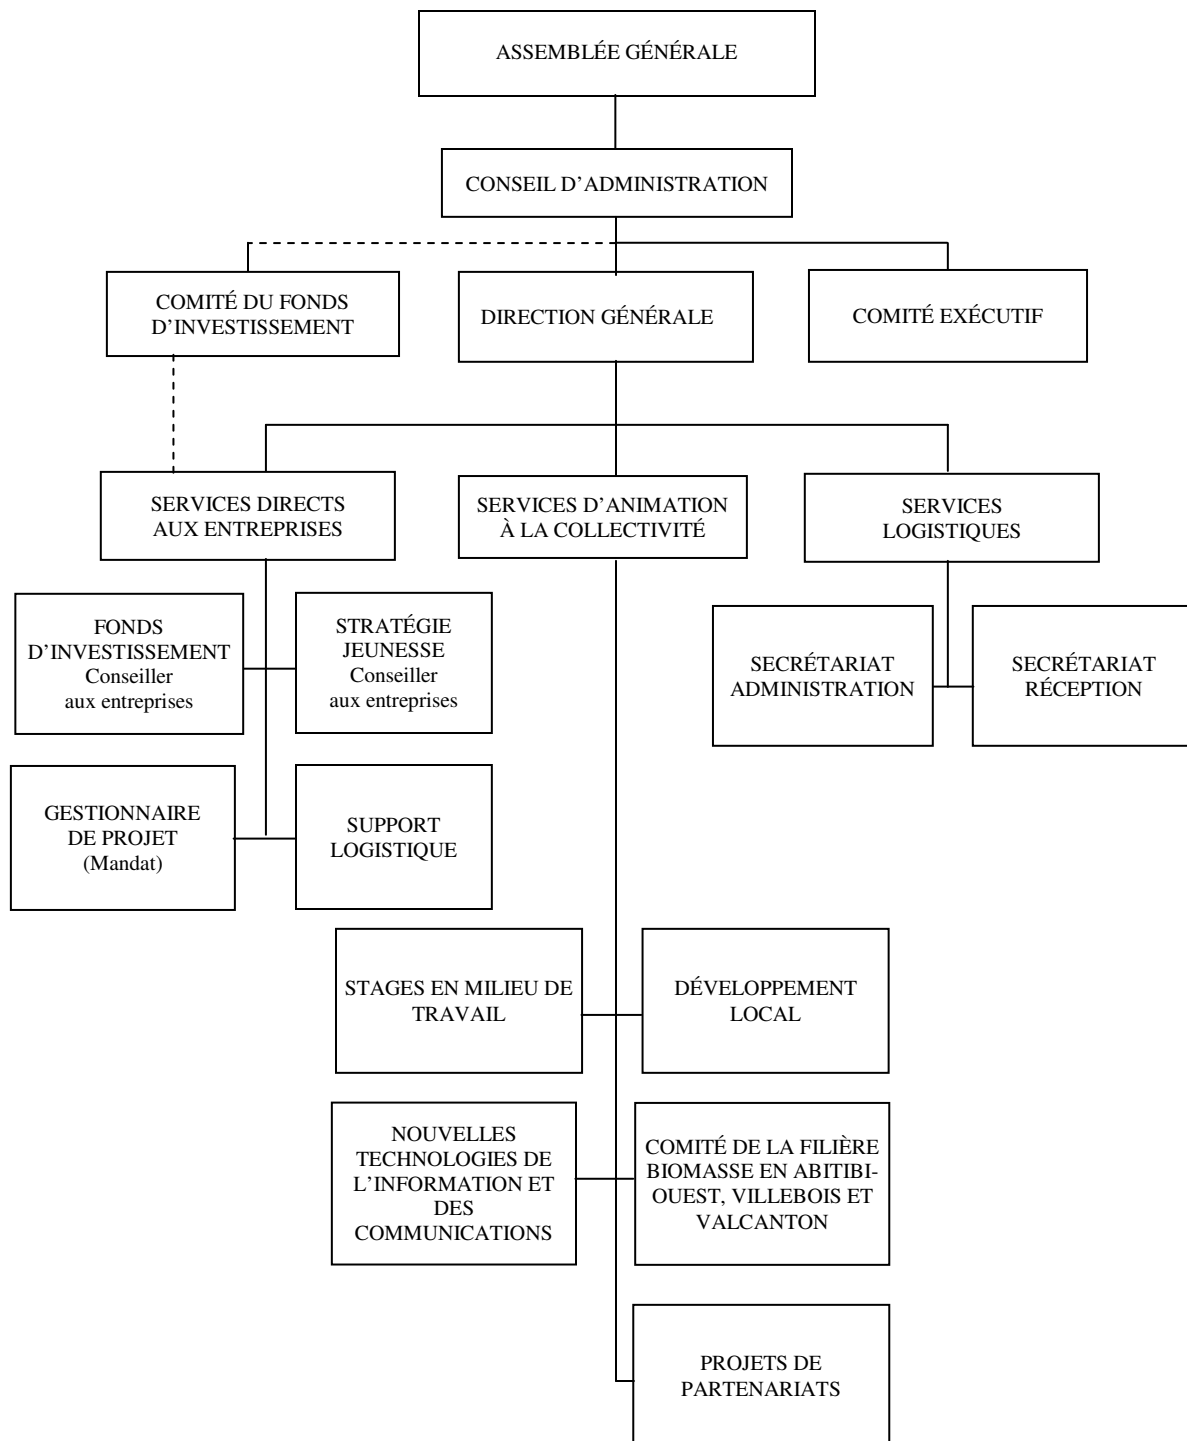 ASSEMBLÉE GÉNÉRALE
CONSEIL D’ADMINISTRATION
COMITÉ DU FONDS
D’INVESTISSEMENT
DIRECTION GÉNÉRALE
COMITÉ EXÉCUTIF
SERVICES DIRECTS
AUX ENTREPRISES
SERVICES D’ANIMATION
À LA COLLECTIVITÉ
SERVICES
LOGISTIQUES
FONDS
D’INVESTISSEMENT
Conseiller
aux entreprises
STRATÉGIE
JEUNESSE
Conseiller
aux entreprises
SECRÉTARIAT
ADMINISTRATION
SECRÉTARIAT
RÉCEPTION
GESTIONNAIRE
DE PROJET
(Mandat)
SUPPORT
LOGISTIQUE
STAGES EN MILIEU DE
TRAVAIL
DÉVELOPPEMENT
LOCAL
NOUVELLES
TECHNOLOGIES DE
L’INFORMATION ET
DES
COMMUNICATIONS
COMITÉ DE LA FILIÈRE
BIOMASSE EN ABITIBI-
OUEST, VILLEBOIS ET
VALCANTON
PROJETS DE
PARTENARIATS